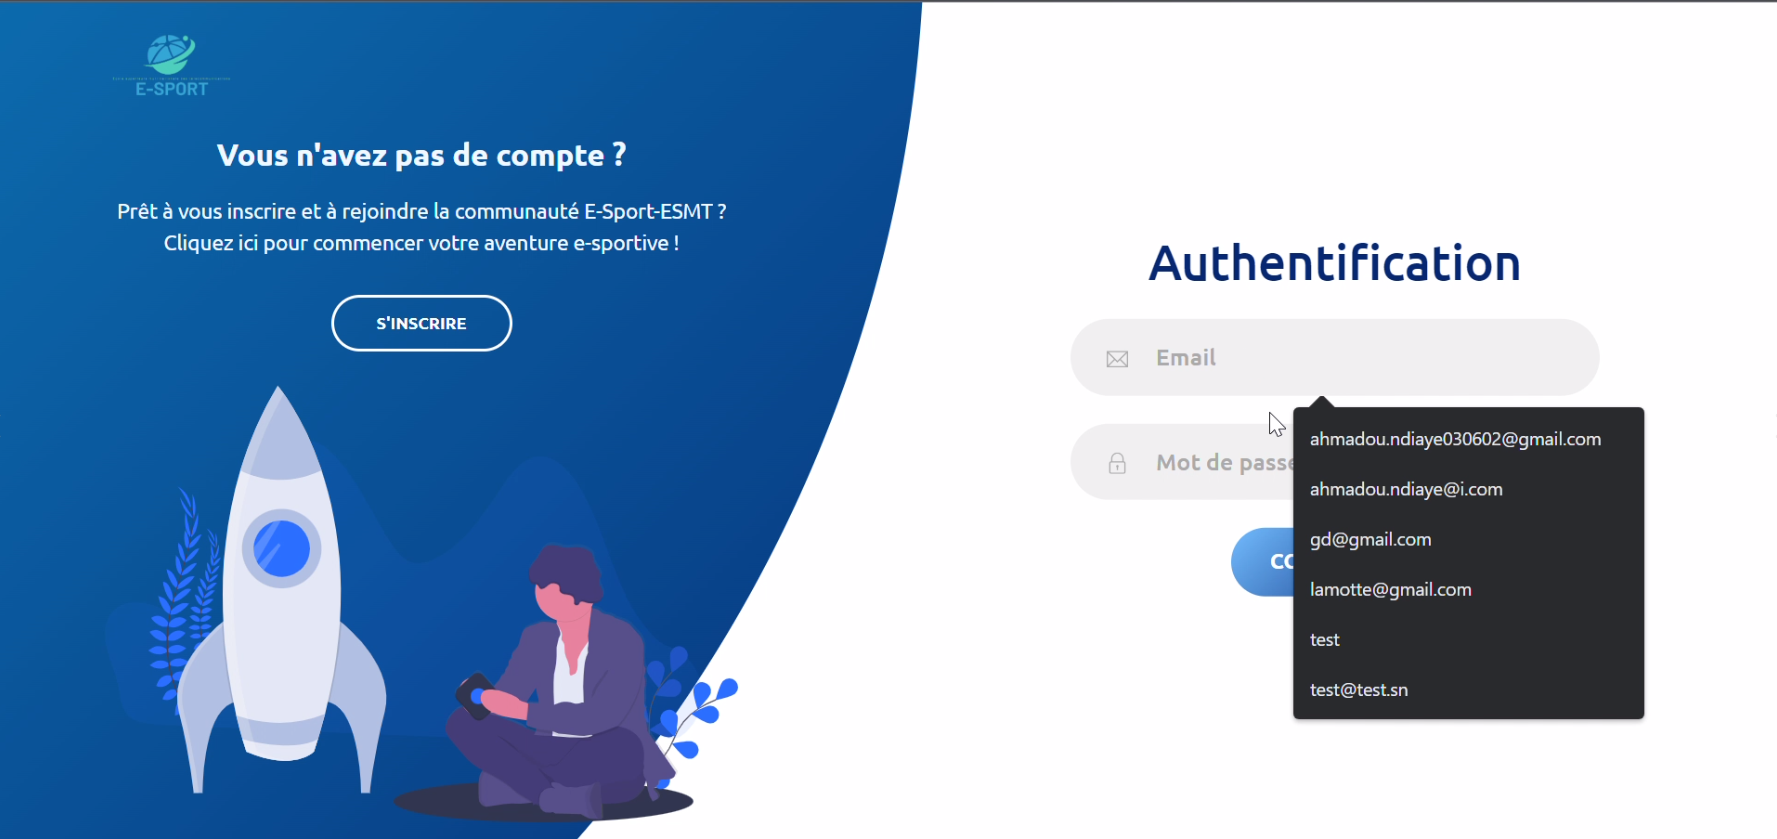 E-SPORT
Vous n'avez pas de compte ?
Prêt à vous inscrire et à rejoindre la communauté E-Sport-ESMT ?
Cliquez ici pour commencer votre aventure e-sportive !
S'INSCRIRE
Authentification
Email
Mot de passe
CO
ahmadou.ndiaye030602@gmail.com
ahmadou.ndiaye@i.com
gd@gmail.com
lamotte@gmail.com
test
test@test.sn